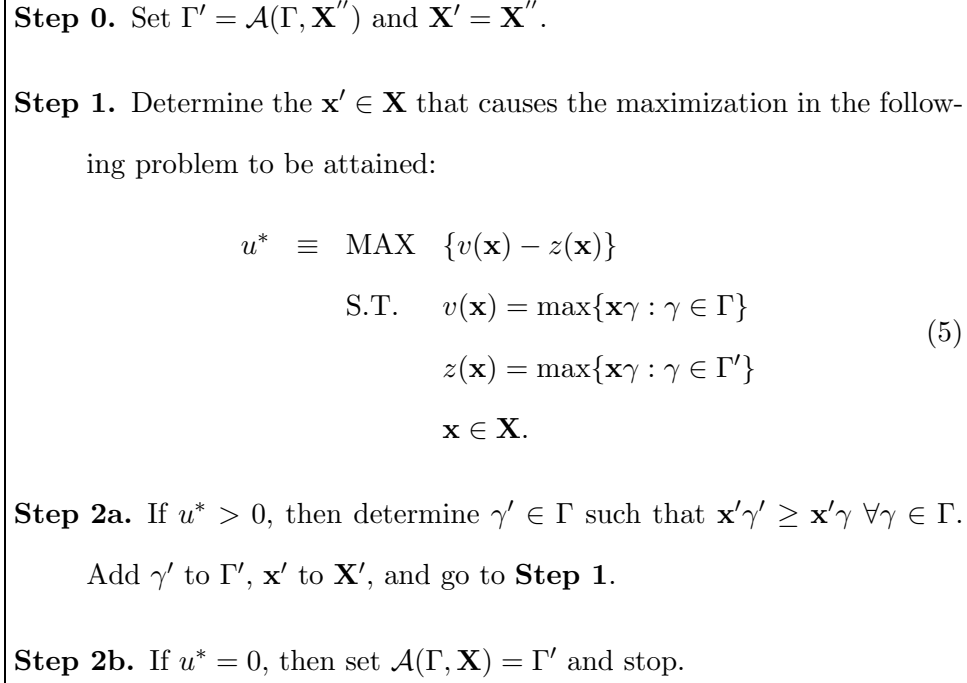 Step 0. Set Γ′ = 𝒜(Γ, X″) and X′ = X″.
Step 1. Determine the x′ ∈ X that causes the maximization in the follow-
ing problem to be attained:
u* ≡ MAX {v(x) − z(x)}
S.T. v(x) = max{xγ : γ ∈ Γ}
(5)
z(x) = max{xγ : γ ∈ Γ′}
x ∈ X.
Step 2a. If u* > 0, then determine γ′ ∈ Γ such that x′γ′ ≥ x′γ ∀γ ∈ Γ.
Add γ′ to Γ′, x′ to X′, and go to Step 1.
Step 2b. If u* = 0, then set 𝒜(Γ, X) = Γ′ and stop.